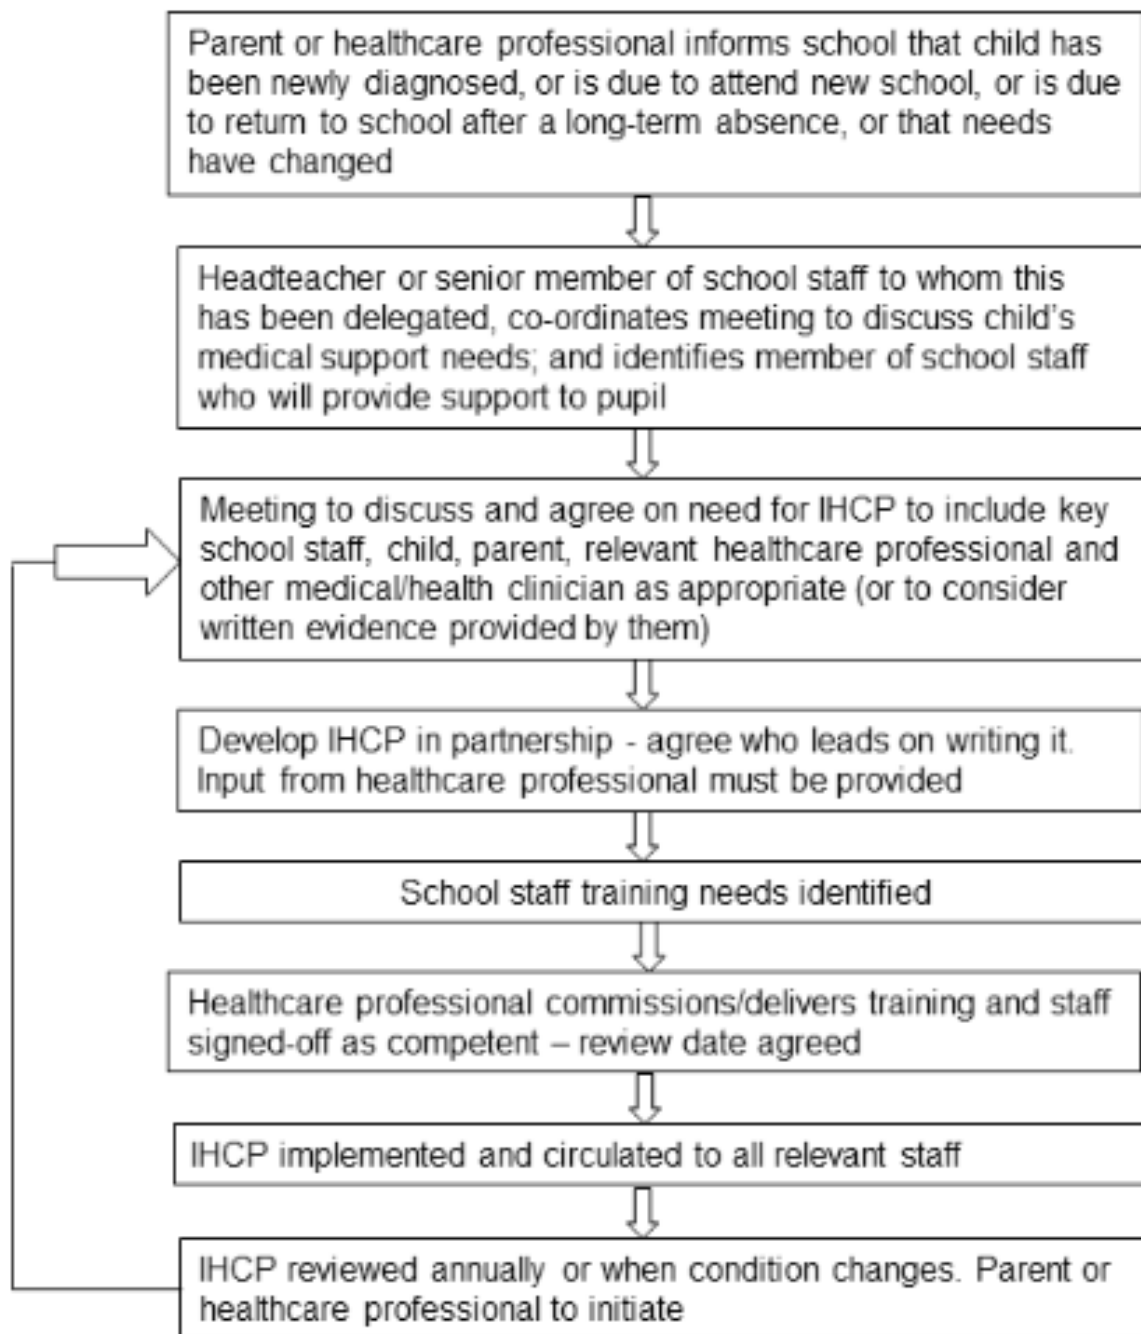 Parent or healthcare professional informs school that child has
been newly diagnosed, or is due to attend new school, or is due
to return to school after a long-term absence, or that needs
have changed
Headteacher or senior member of school staff to whom this
has been delegated, co-ordinates meeting to discuss child's
medical support needs; and identifies member of school staff
who will provide support to pupil
Meeting to discuss and agree on need for IHCP to include key
school staff, child, parent, relevant healthcare professional and
other medical/health clinician as appropriate (or to consider
written evidence provided by them)
Develop IHCP in partnership - agree who leads on writing it.
Input from healthcare professional must be provided
School staff training needs identified
Healthcare professional commissions/delivers training and staff
signed-off as competent – review date agreed
IHCP implemented and circulated to all relevant staff
IHCP reviewed annually or when condition changes. Parent or
healthcare professional to initiate